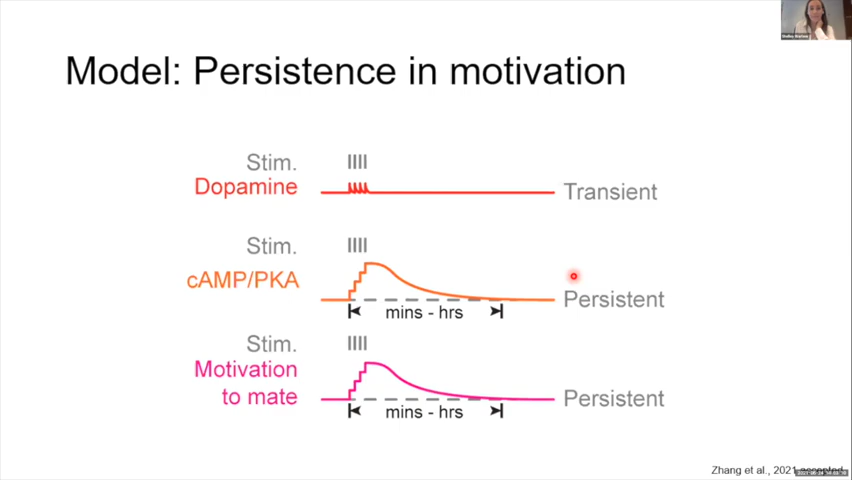 Model: Persistence in motivation
Stim.
Dopamine
Transient
Stim.
cAMP/PKA
Persistent
mins - hrs
Stim.
Motivation
to mate
Persistent
mins - hrs
Zhang et al., 2021 accepted